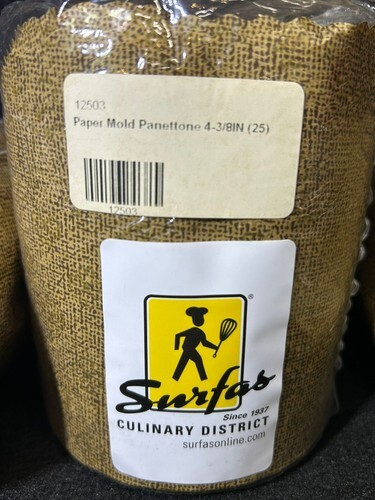 12503
Paper Mold Panettone 4-3/8IN (25)
12503
Surfas
®
Since 1937
CULINARY DISTRICT
surfasonline.com